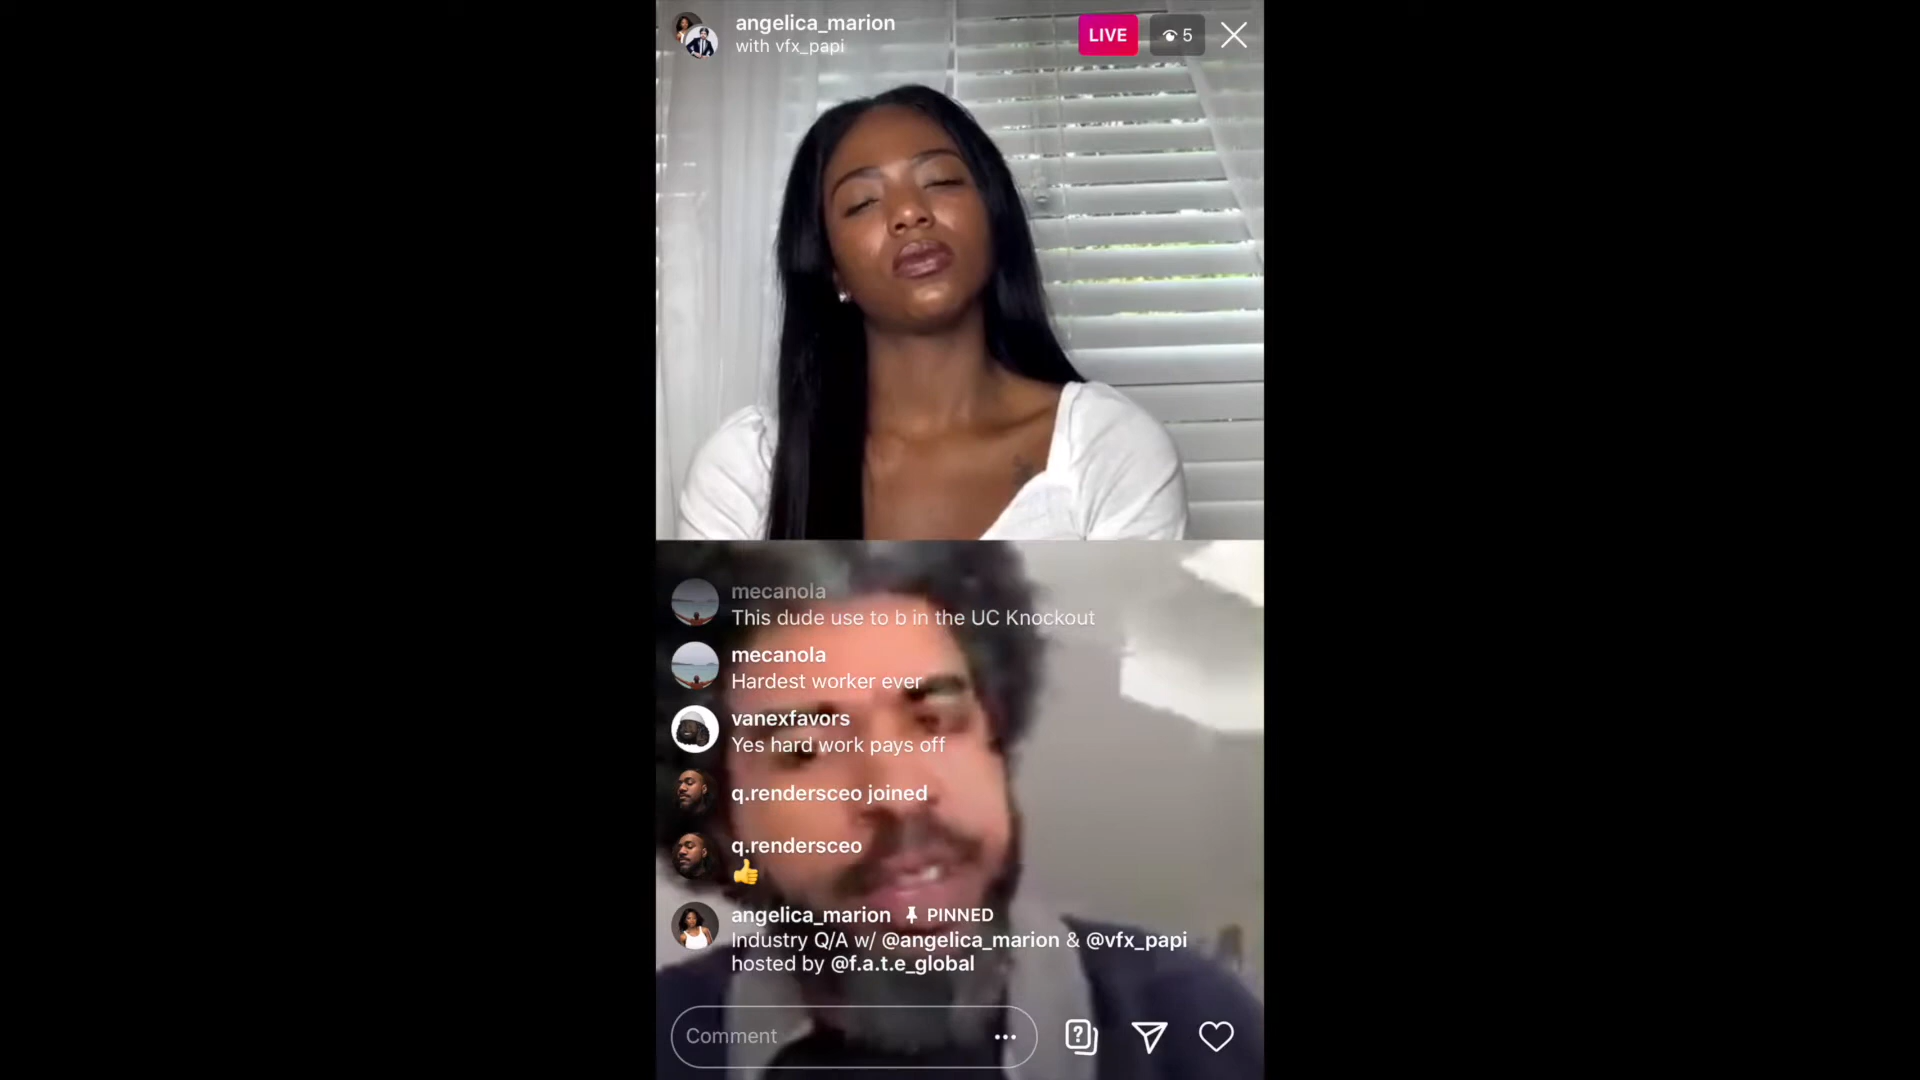 angelica_marion
with vfx_papi
LIVE
5
mecanola
This dude use to b in the UC Knockout
mecanola
Hardest worker ever
vanexfavors
Yes hard work pays off
q.rendersceo joined
q.rendersceo
👍
angelica_marion PINNED
Industry Q/A w/ @angelica_marion & @vfx_papi
hosted by @f.a.t.e_global
Comment